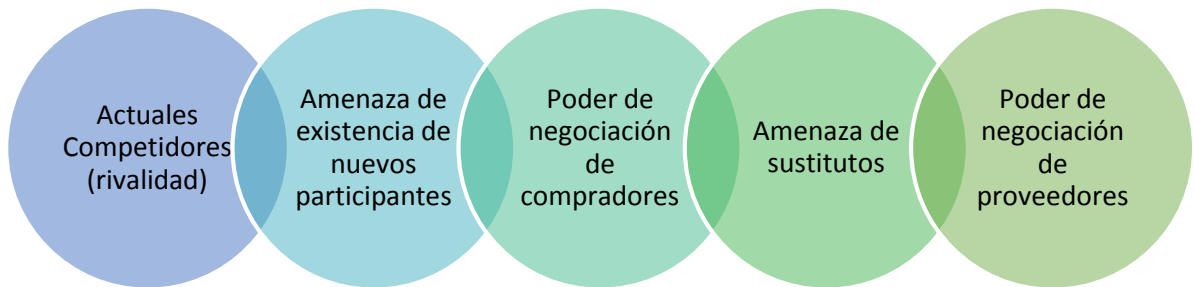 Actuales
Competidores
(rivalidad)
Amenaza de
existencia de
nuevos
participantes
Poder de
negociación
de
compradores
Amenaza de
sustitutos
Poder de
negociación
de
proveedores